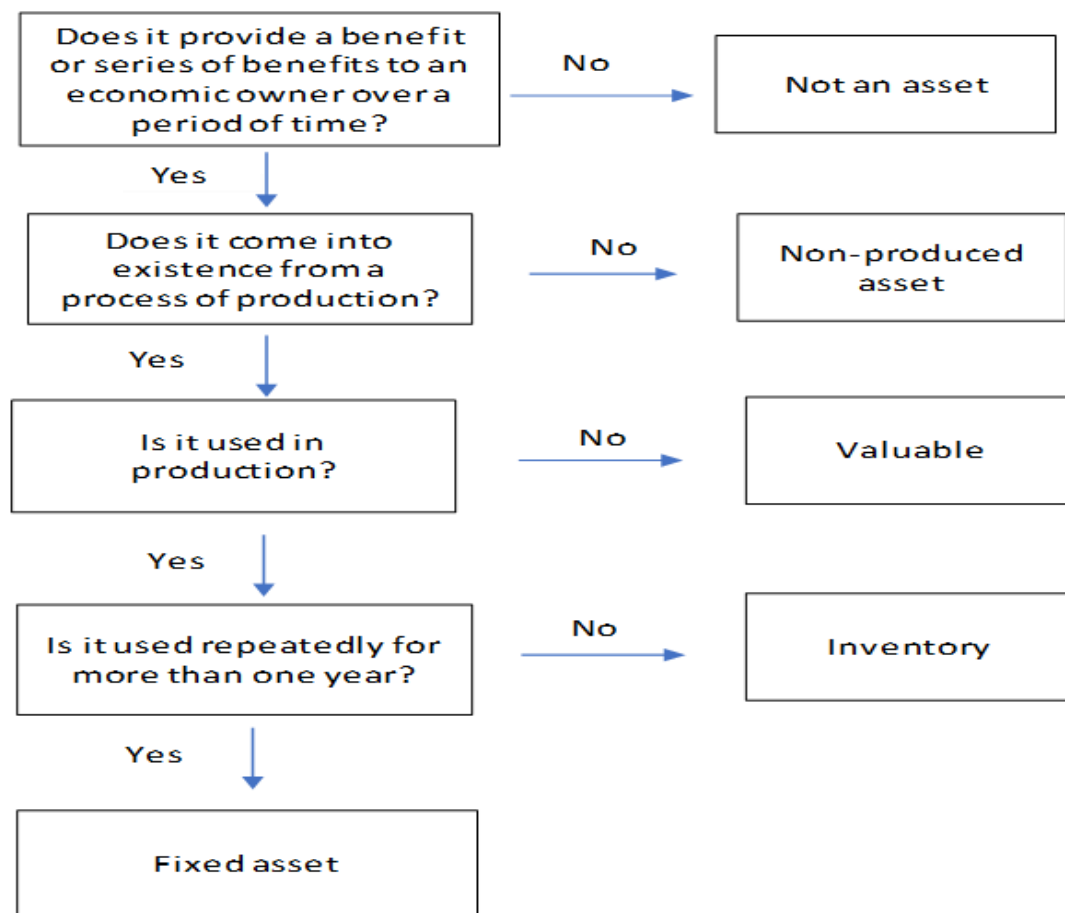 Does it provide a benefit
or series of benefits to an
economic owner over a
period of time?
No
Not an asset
Yes
Does it come into
existence from a
process of production?
No
Non-produced
asset
Yes
Is it used in
production?
No
Valuable
Yes
Is it used repeatedly for
more than one year?
No
Inventory
Yes
Fixed asset